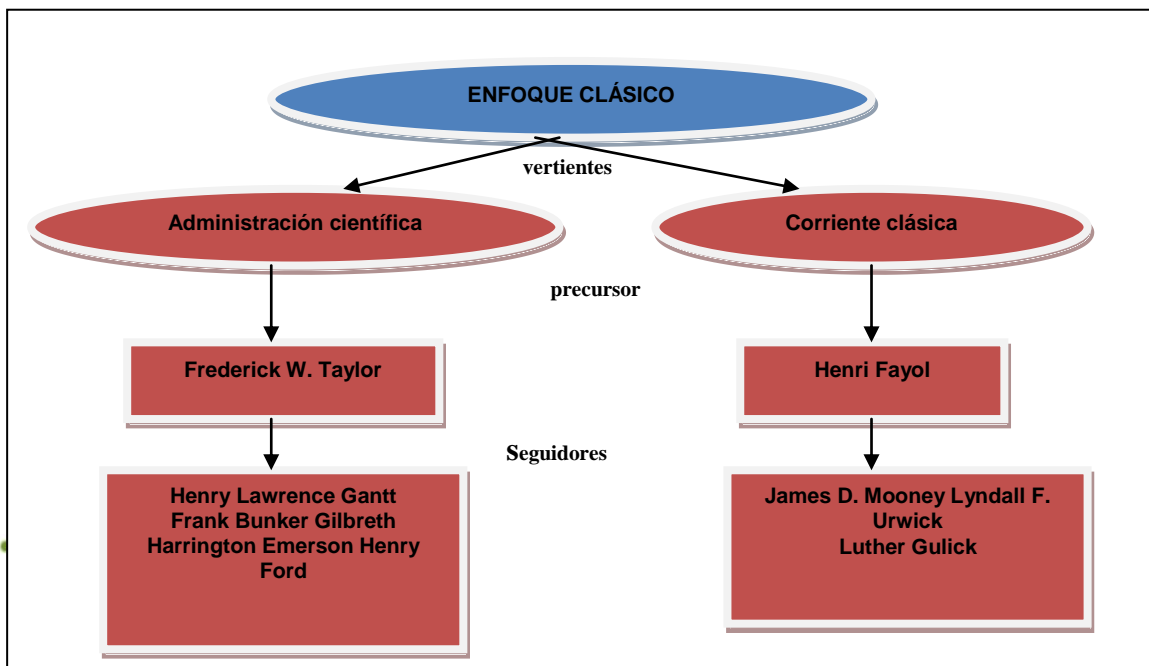 ENFOQUE CLÁSICO
vertientes
Administración científica
Corriente clásica
precursor
Frederick W. Taylor
Henri Fayol
Seguidores
Henry Lawrence Gantt
Frank Bunker Gilbreth
Harrington Emerson Henry
Ford
James D. Mooney Lyndall F.
Urwick
Luther Gulick